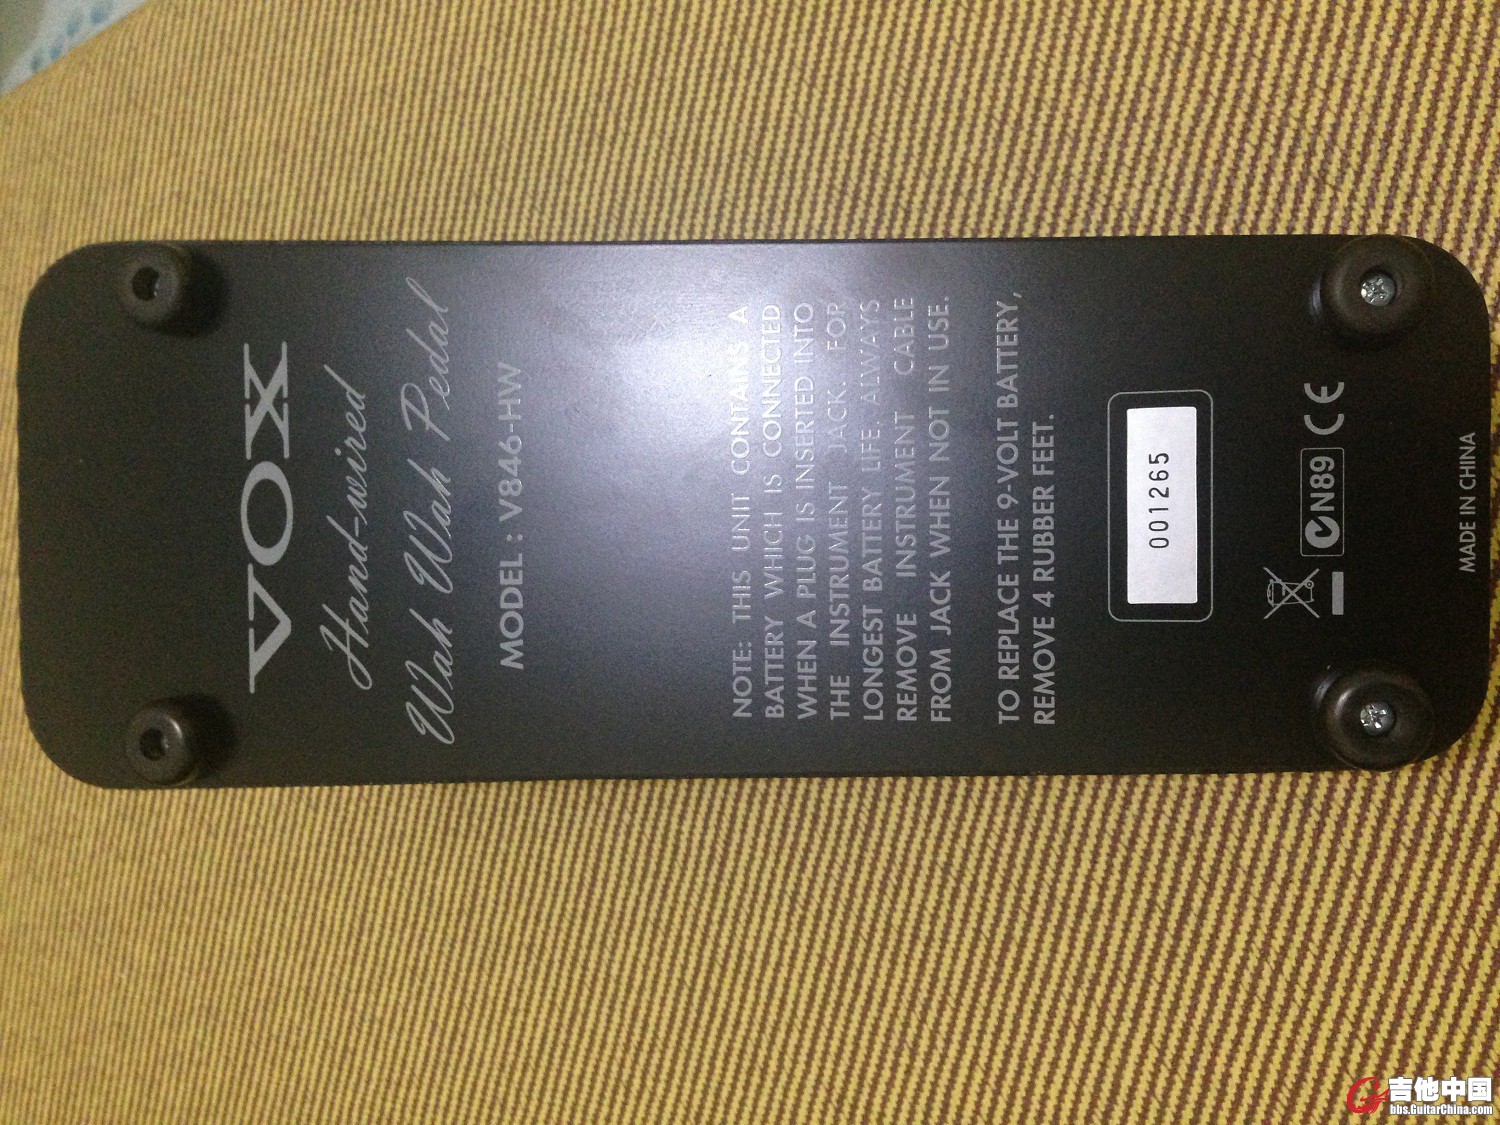 VOX
Hand-wired
Wah Wah Pedal
MODEL : V846-HW
NOTE: THIS UNIT CONTAINS A
BATTERY WHICH IS CONNECTED
WHEN A PLUG IS INSERTED INTO
THE INSTRUMENT JACK. FOR
LONGEST BATTERY LIFE. ALWAYS
REMOVE INSTRUMENT CABLE
FROM JACK WHEN NOT IN USE.
TO REPLACE THE 9-VOLT BATTERY,
REMOVE 4 RUBBER FEET.
001265
N89 CE
MADE IN CHINA
吉他中国
bbs.GuitarChina.com